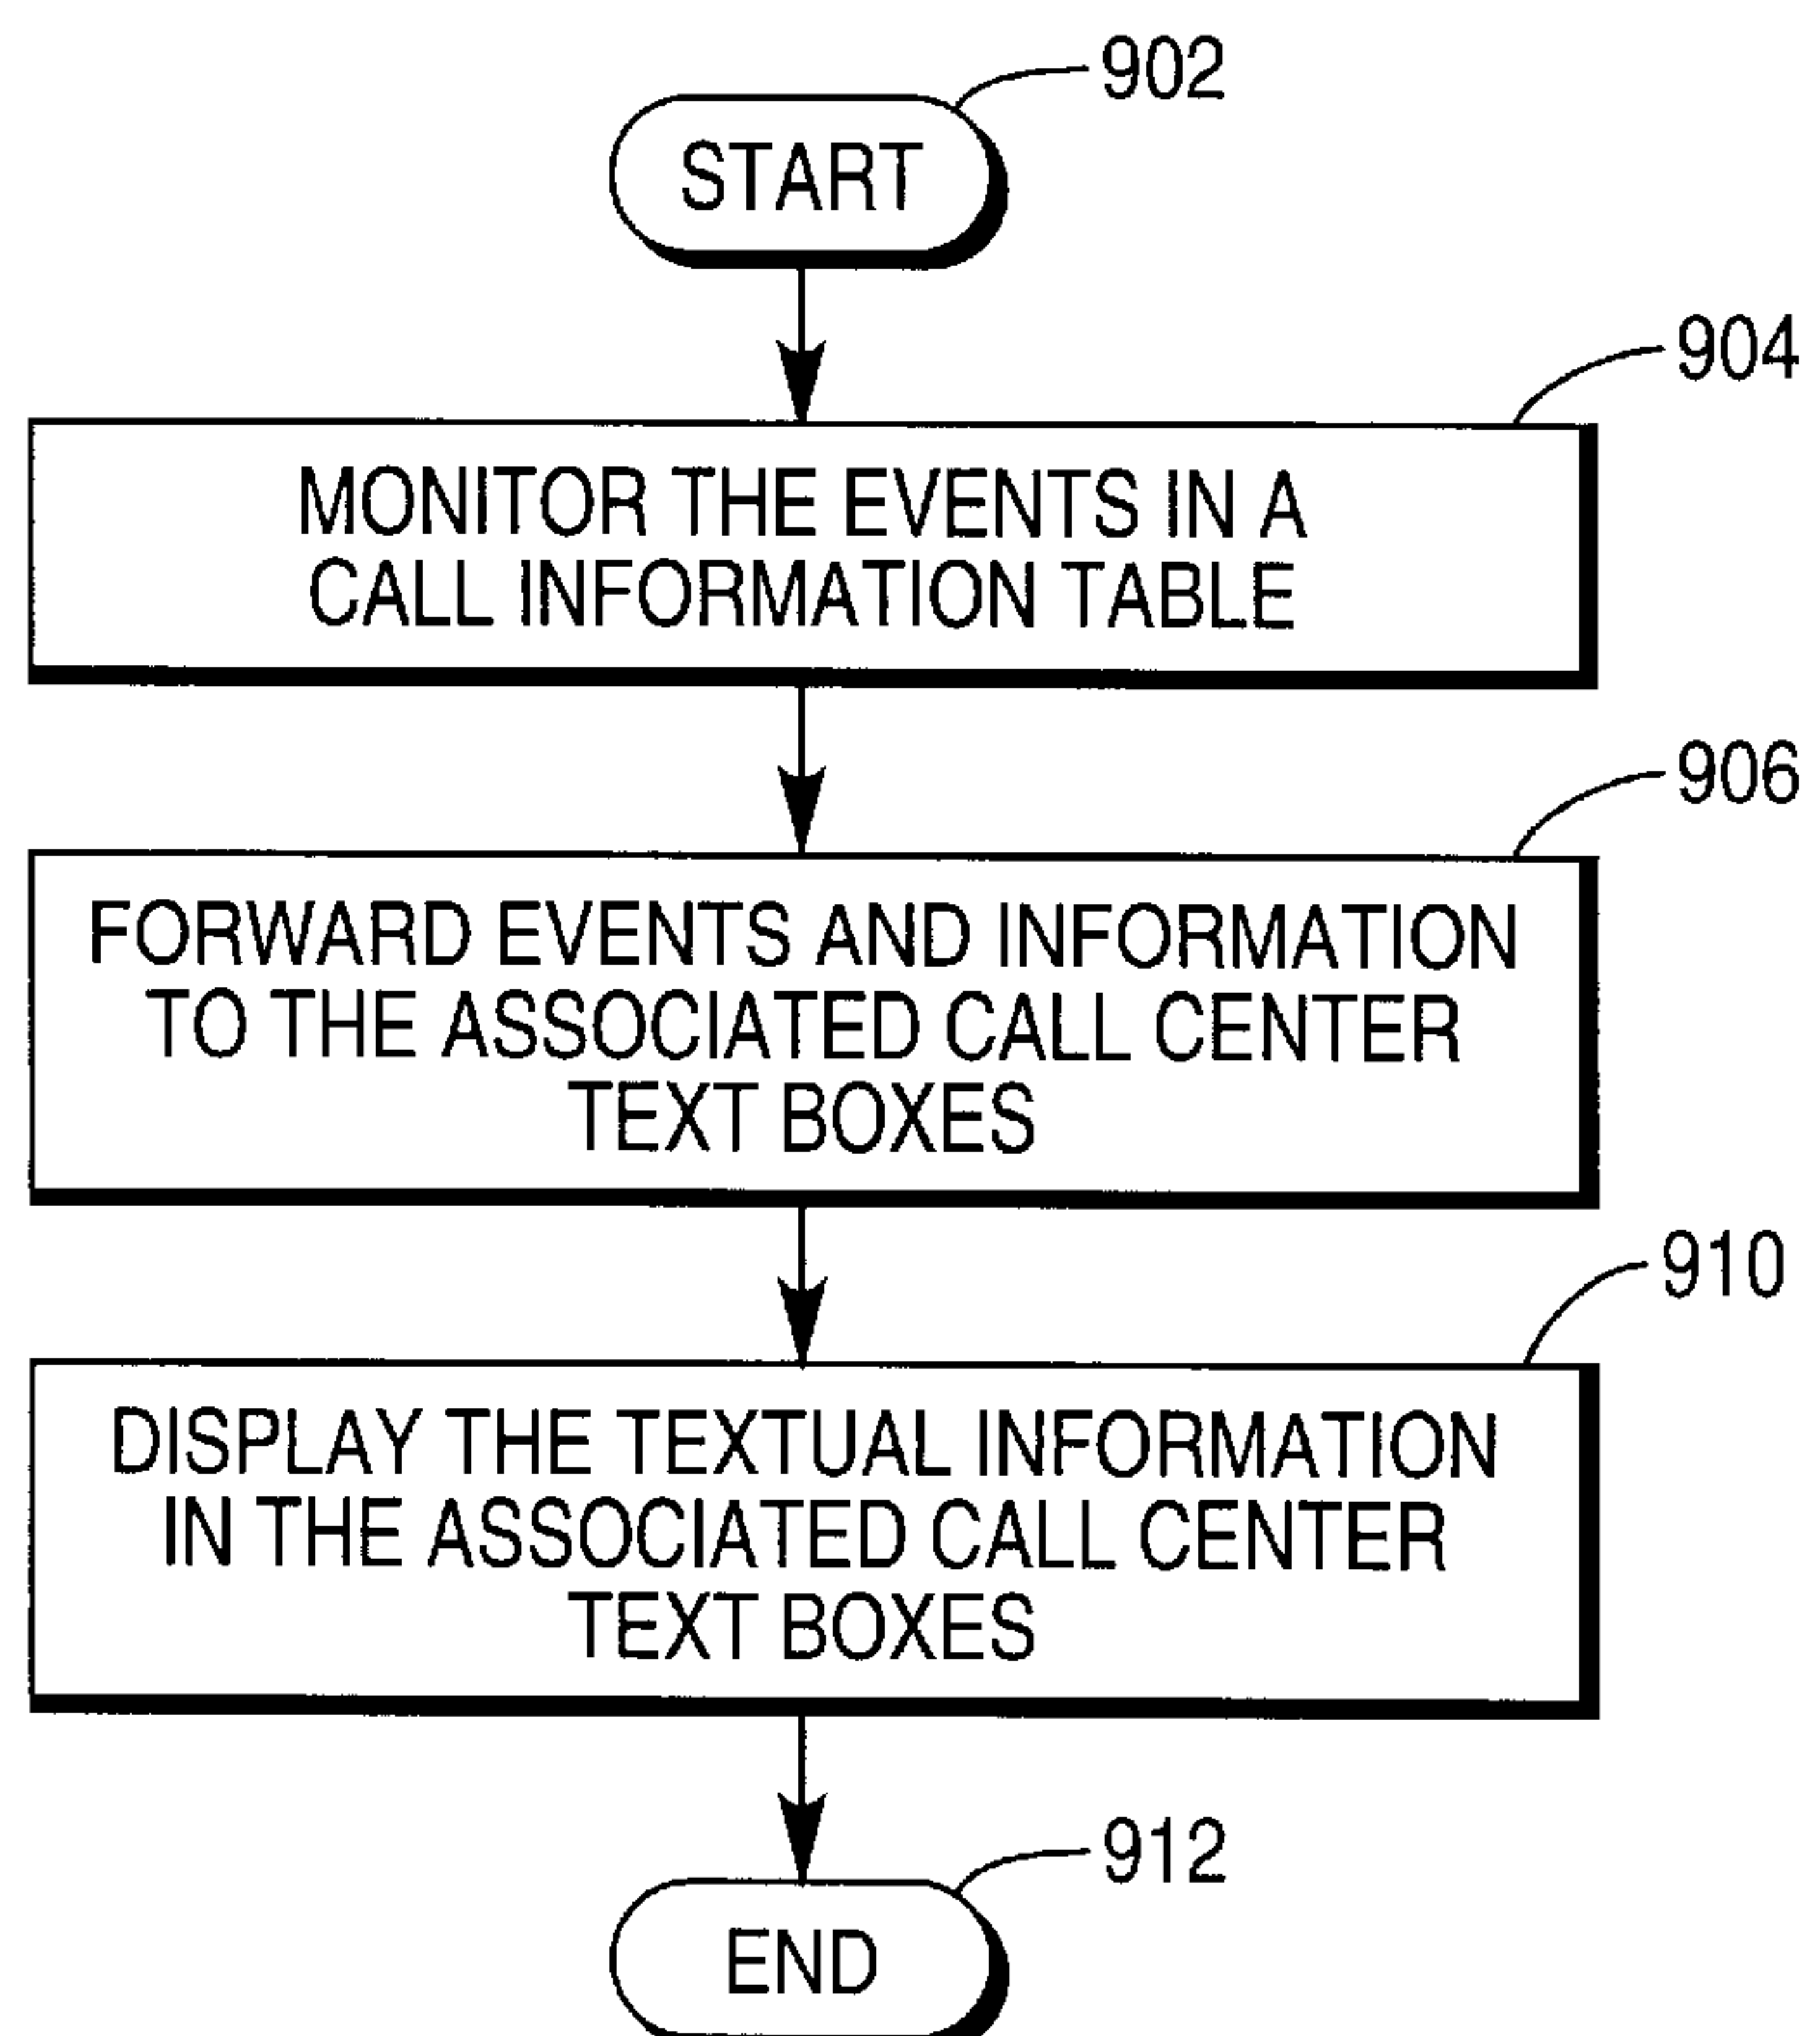 902
START
904
MONITOR THE EVENTS IN A
CALL INFORMATION TABLE
906
FORWARD EVENTS AND INFORMATION
TO THE ASSOCIATED CALL CENTER
TEXT BOXES
910
DISPLAY THE TEXTUAL INFORMATION
IN THE ASSOCIATED CALL CENTER
TEXT BOXES
912
END